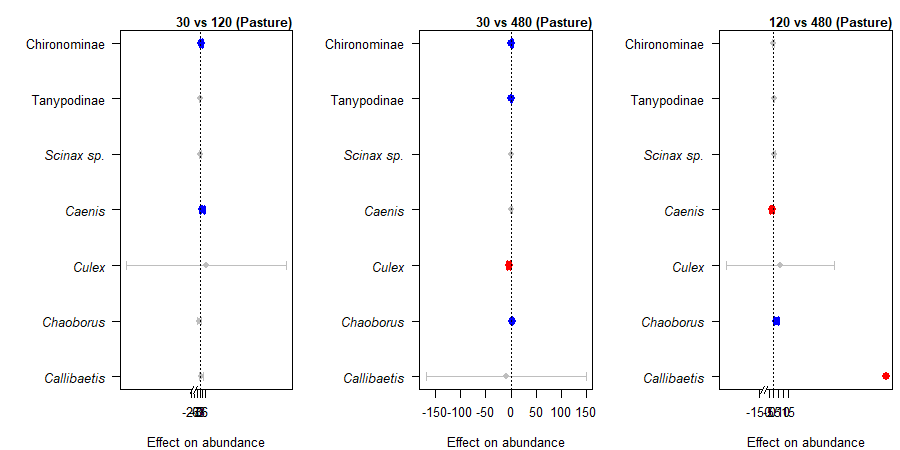 30 vs 120 (Pasture)
Chironominae
Tanypodinae
Scinax sp.
Caenis
Culex
Chaoborus
Callibaetis
Effect on abundance
30 vs 480 (Pasture)
Chironominae
Tanypodinae
Scinax sp.
Caenis
Culex
Chaoborus
Callibaetis
-150 -100 -50 0 50 100 150
Effect on abundance
120 vs 480 (Pasture)
Chironominae
Tanypodinae
Scinax sp.
Caenis
Culex
Chaoborus
Callibaetis
Effect on abundance